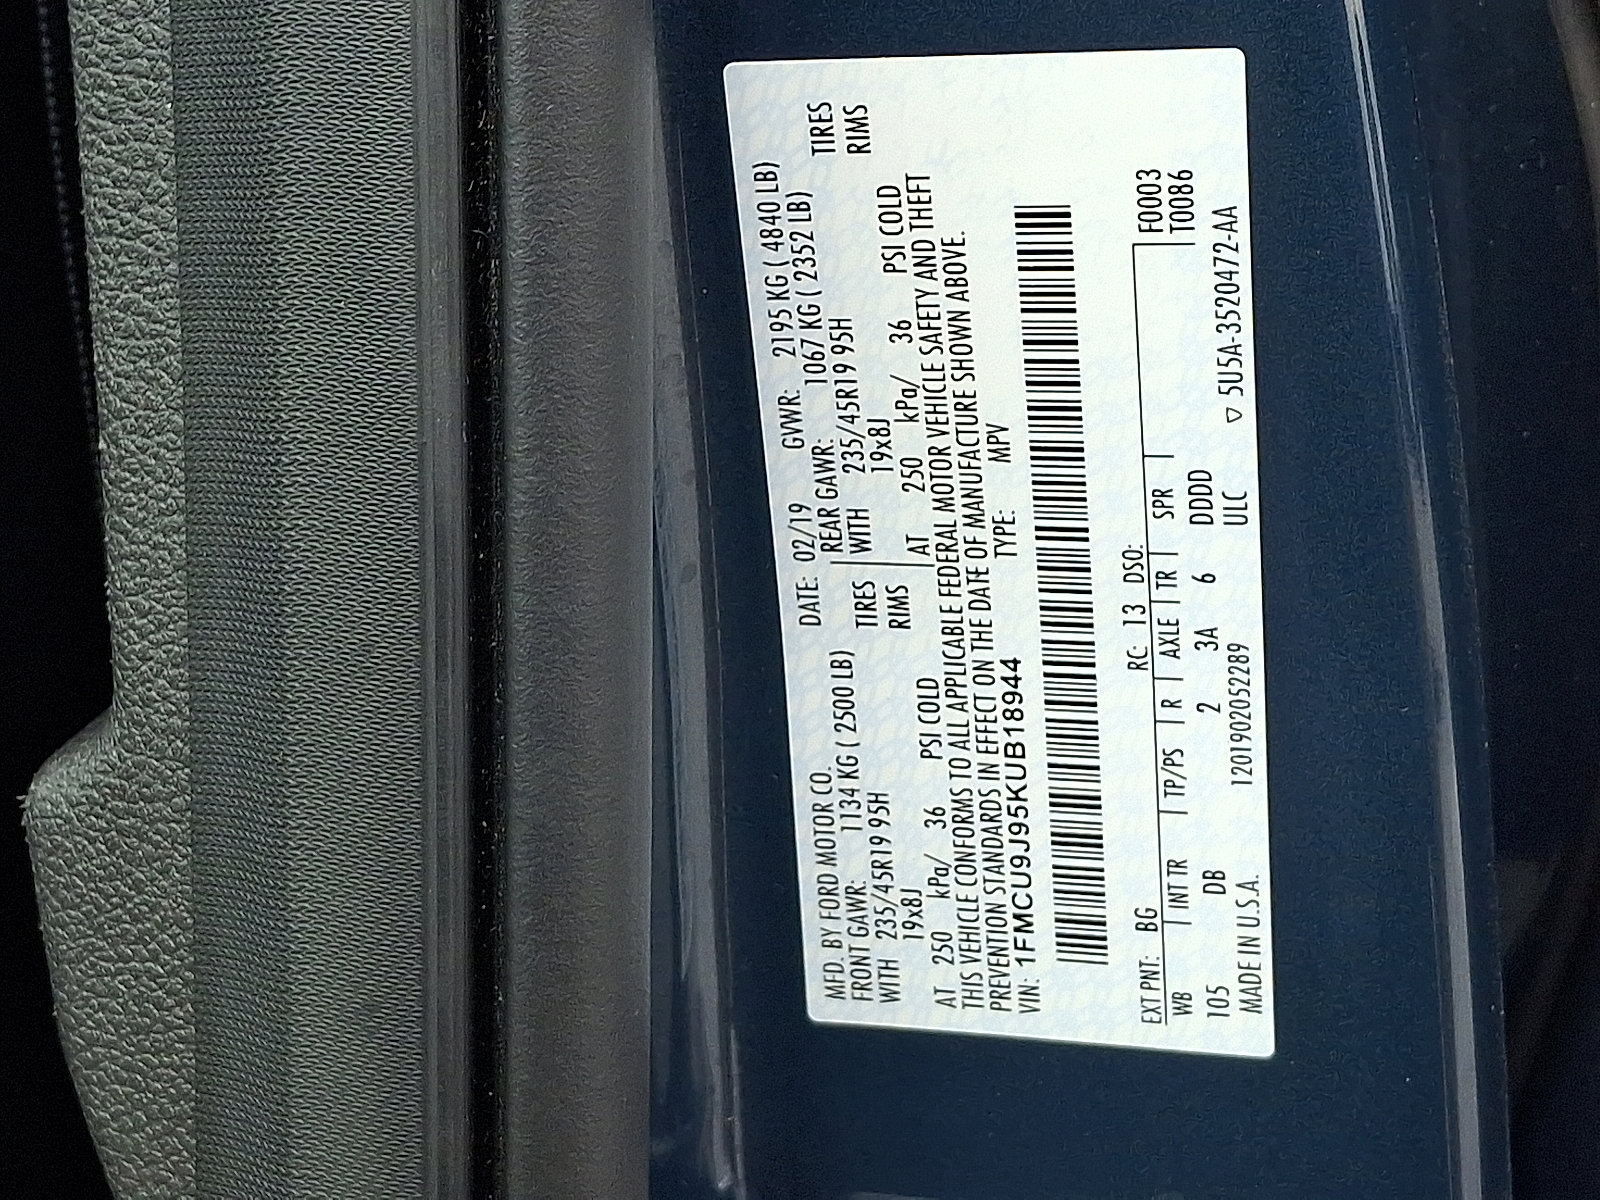 MFD. BY FORD MOTOR CO. DATE: 02/19 GVWR: 2195 KG ( 4840 LB)
FRONT GAWR: 1134 KG ( 2500 LB) REAR GAWR: 1067 KG ( 2352 LB)
WITH 235/45R19 95H TIRES WITH 235/45R19 95H TIRES
19x8J RIMS 19x8J RIMS
AT 250 kPa/ 36 PSI COLD AT 250 kPa/ 36 PSI COLD
THIS VEHICLE CONFORMS TO ALL APPLICABLE FEDERAL MOTOR VEHICLE SAFETY AND THEFT
PREVENTION STANDARDS IN EFFECT ON THE DATE OF MANUFACTURE SHOWN ABOVE.
VIN: 1FMCU9J95KUB18944 TYPE: MPV
EXT PNT: BG RC: 13 DSO: F0003
WB INT TR TP/PS R AXLE TR SPR T0086
105 DB 2 3A 6 DDDD
MADE IN U.S.A. 1201902052289 ULC ▽ 5U5A-3520472-AA